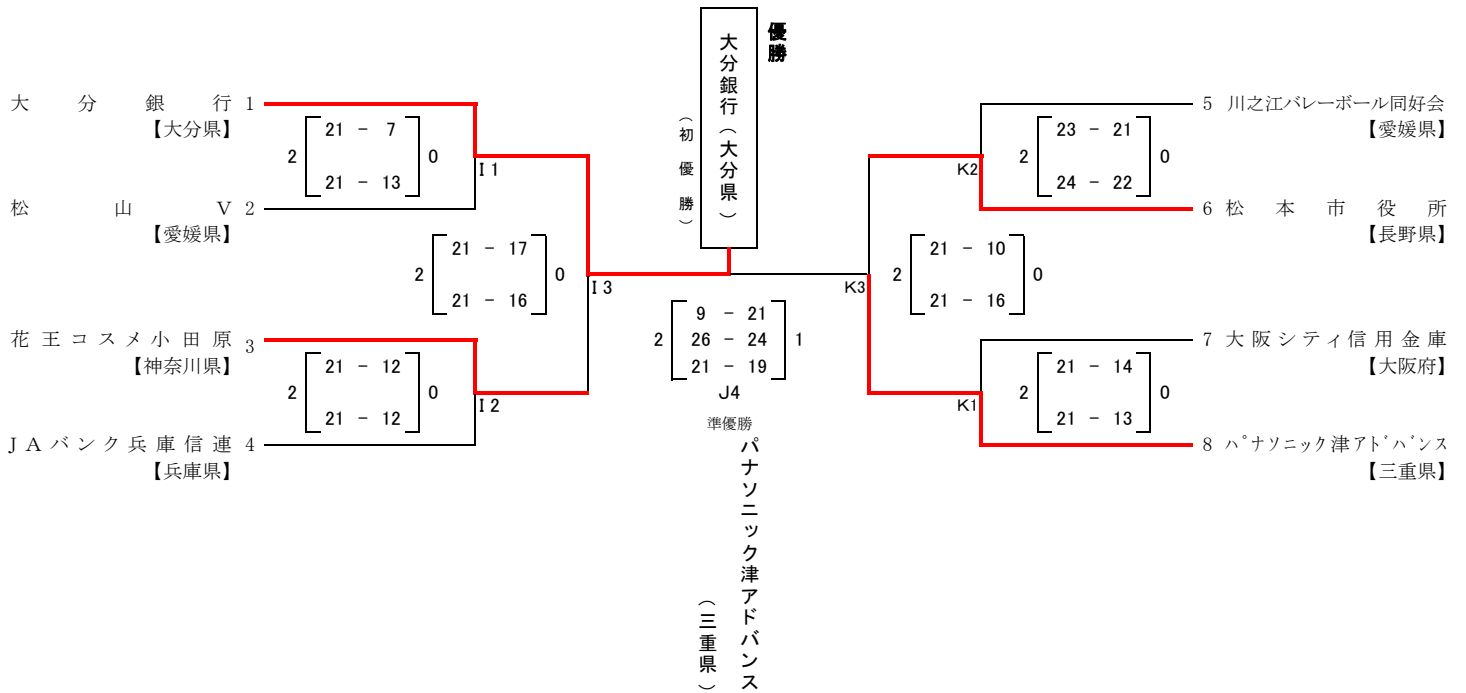 優勝
大分銀行(大分県)
(初優勝)
大分銀行 1
【大分県】
2 21 - 7 0
21 - 13
I1
松山V 2
【愛媛県】
2 21 - 17 0
21 - 16
I3
花王コスメ小田原 3
【神奈川県】
2 21 - 12 0
21 - 12
I2
JAバンク兵庫信連 4
【兵庫県】
5 川之江バレーボール同好会
【愛媛県】
2 23 - 21 0
24 - 22
K2
6 松本市役所
【長野県】
2 21 - 10 0
21 - 16
K3
7 大阪シティ信用金庫
【大阪府】
2 21 - 14 0
21 - 13
K1
8 パナソニック津アドバンス
【三重県】
9 - 21
2 26 - 24 1
21 - 19
J4
準優勝
パナソニック津アドバンス
(三重県)